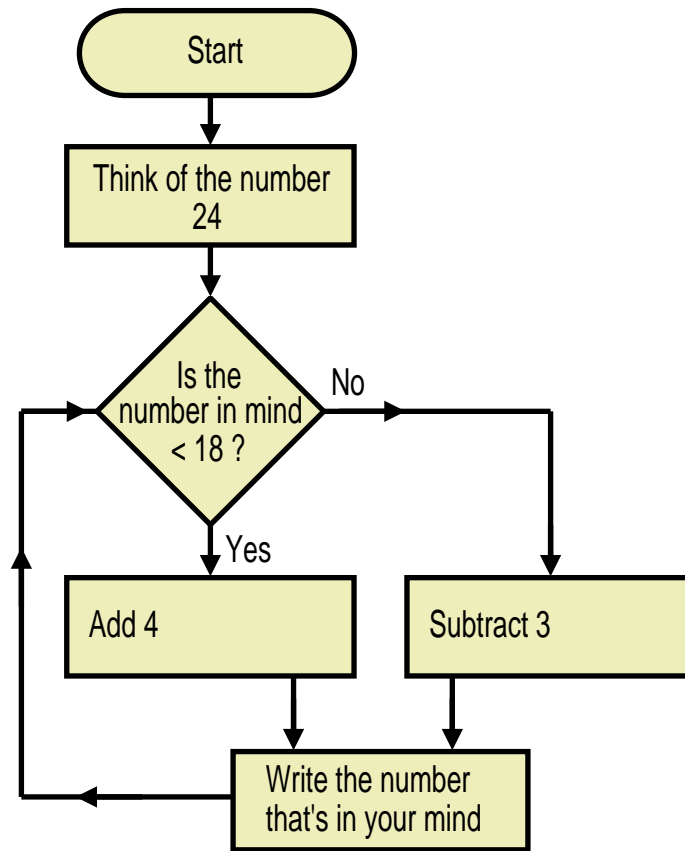 Start
Think of the number
24
Is the
number in mind
< 18 ?
No
Yes
Add 4
Subtract 3
Write the number
that's in your mind